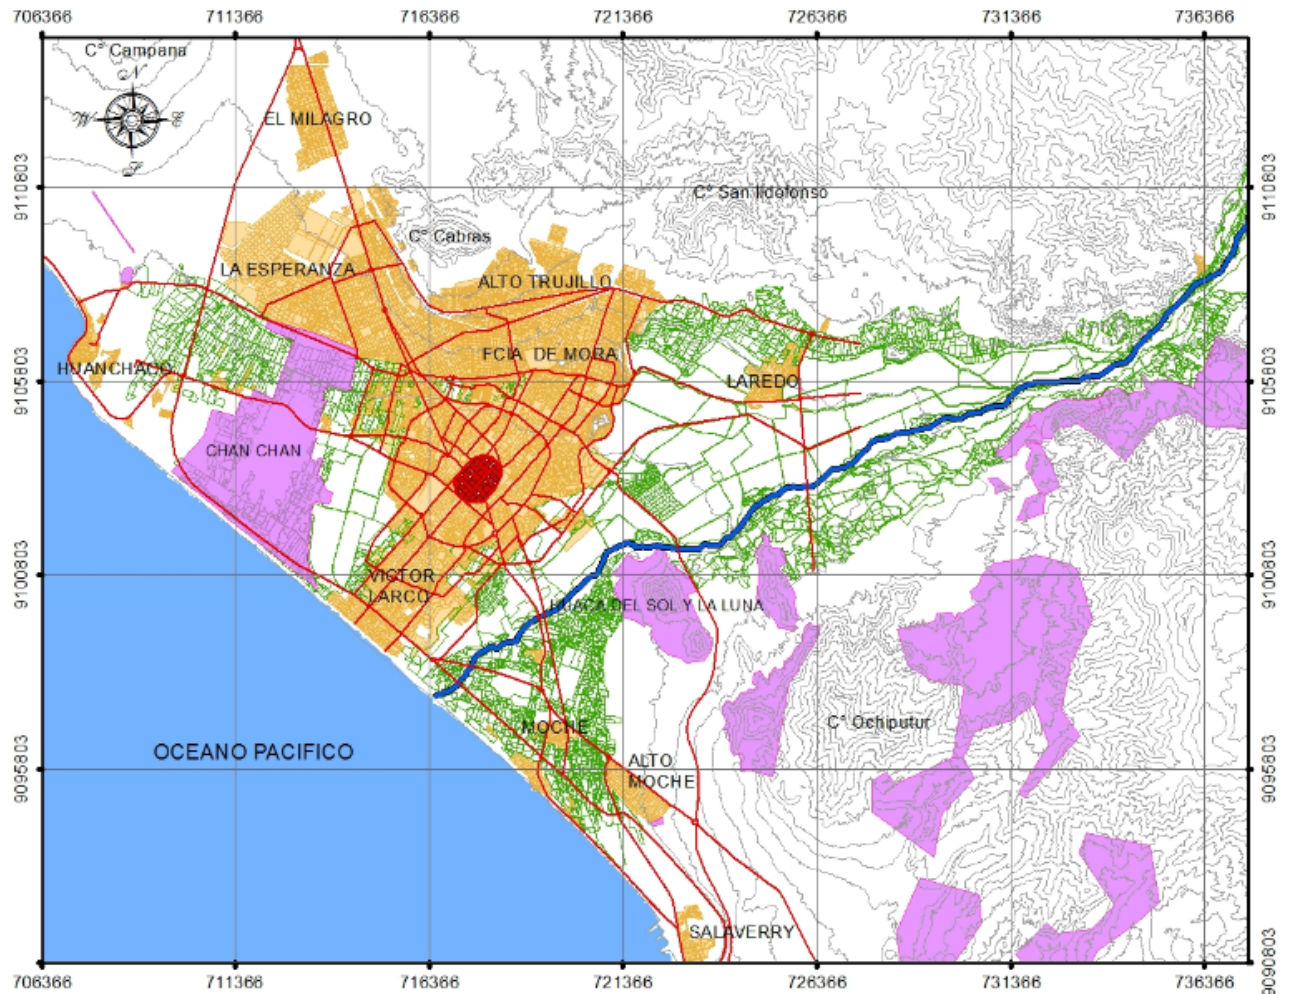 706366 711366 716366 721366 726366 731366 736366
C° Campana
N
W E
S
EL MILAGRO
9110803 9110803
C° San Ildofonso
C° Cabras
LA ESPERANZA
ALTO TRUJILLO
FCIA DE MORA
HUANCHACO
LAREDO
9105803 9105803
CHAN CHAN
9100803 9100803
VICTOR
LARCO
HUACA DEL SOL Y LA LUNA
MOCHE
C° Ochiputur
OCEANO PACIFICO
ALTO
MOCHE
9095803 9095803
SALAVERRY
9090803 9090803
706366 711366 716366 721366 726366 731366 736366